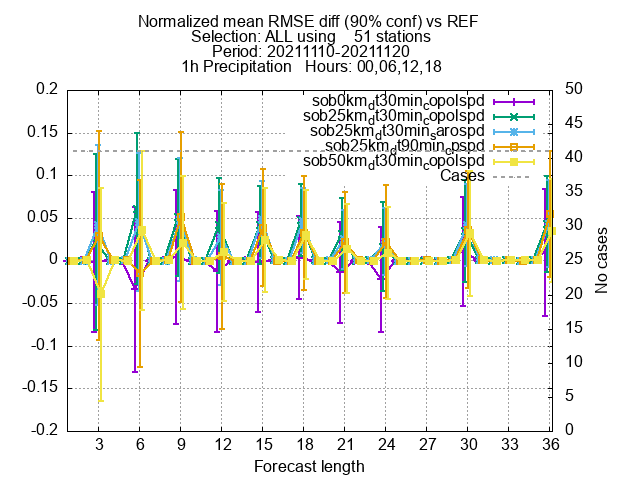 Normalized mean RMSE diff (90% conf) vs REF
Selection: ALL using 51 stations
Period: 20211110-20211120
1h Precipitation Hours: 00,06,12,18
0.2
0.15
0.1
0.05
0
-0.05
-0.1
-0.15
-0.2
50
45
40
35
30
25
20
15
10
5
0
No cases
sob0km_dt30min_copolspd
sob25km_dt30min_copolspd
sob25km_dt30min_sarospd
sob25km_dt90min_cpspd
sob50km_dt30min_copolspd
Cases
3 6 9 12 15 18 21 24 27 30 33 36
Forecast length